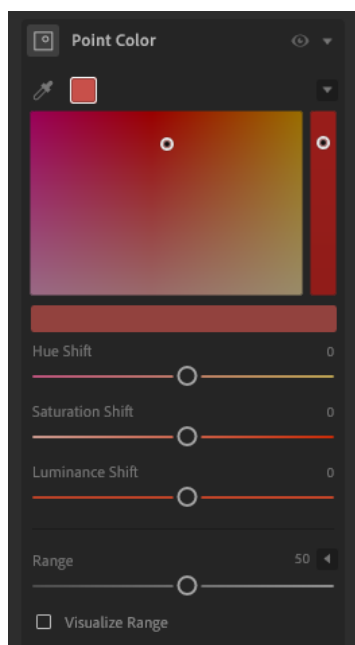 Point Color
Hue Shift 0
Saturation Shift 0
Luminance Shift 0
Range 50
Visualize Range